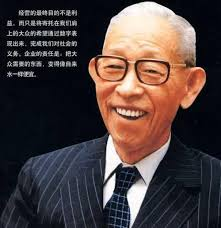 经营的最终目的不是利
益，而只是将寄托在我们肩
上的大众的希望通过数字表
现出来，完成我们对社会的
义务。企业的责任是：把大
众需要的东西，变得像自来
水一样便宜。